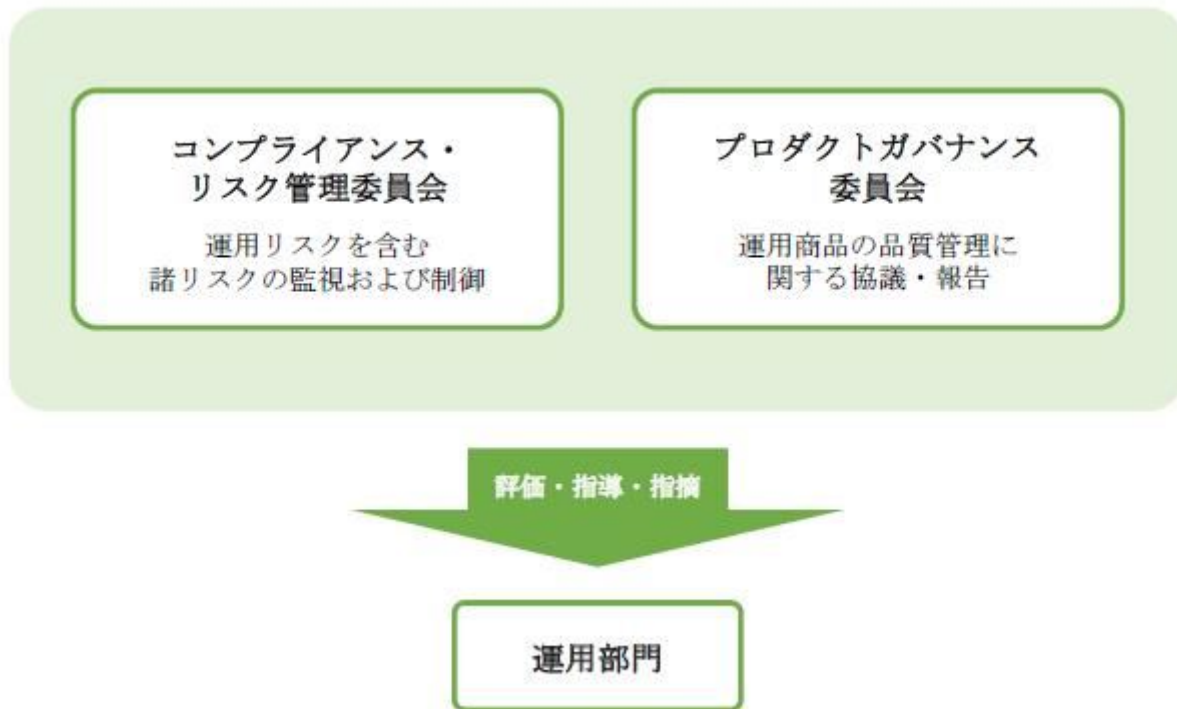 コンプライアンス・
リスク管理委員会
運用リスクを含む
諸リスクの監視および制御
プロダクトガバナンス
委員会
運用商品の品質管理に
関する協議・報告
評価・指導・指摘
運用部門